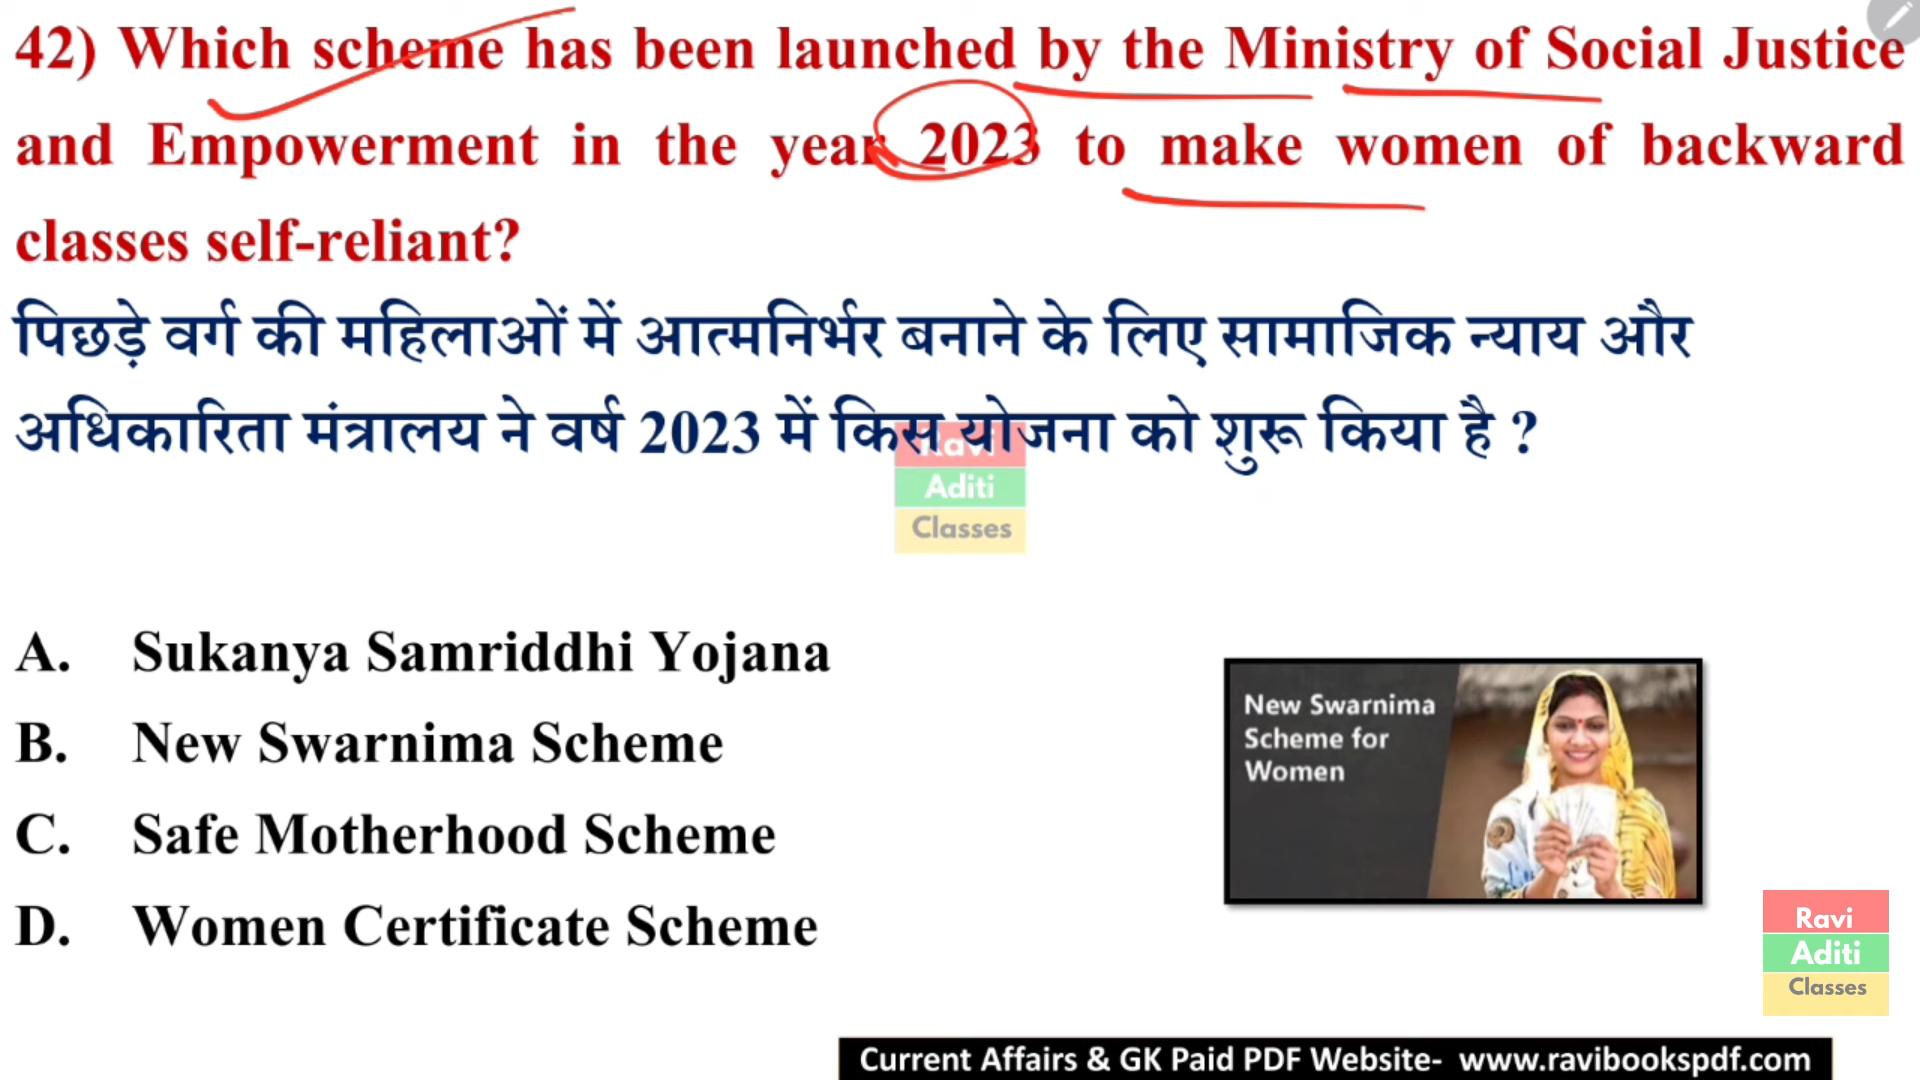 42) Which scheme has been launched by the Ministry of Social Justice
and Empowerment in the year 2023 to make women of backward
classes self-reliant?
पिछड़े वर्ग की महिलाओं में आत्मनिर्भर बनाने के लिए सामाजिक न्याय और
अधिकारिता मंत्रालय ने वर्ष 2023 में किस योजना को शुरू किया है ?
Ravi
Aditi
Classes
A. Sukanya Samriddhi Yojana
B. New Swarnima Scheme
C. Safe Motherhood Scheme
D. Women Certificate Scheme
New Swarnima
Scheme for
Women
Ravi
Aditi
Classes
Current Affairs & GK Paid PDF Website- www.ravibookspdf.com